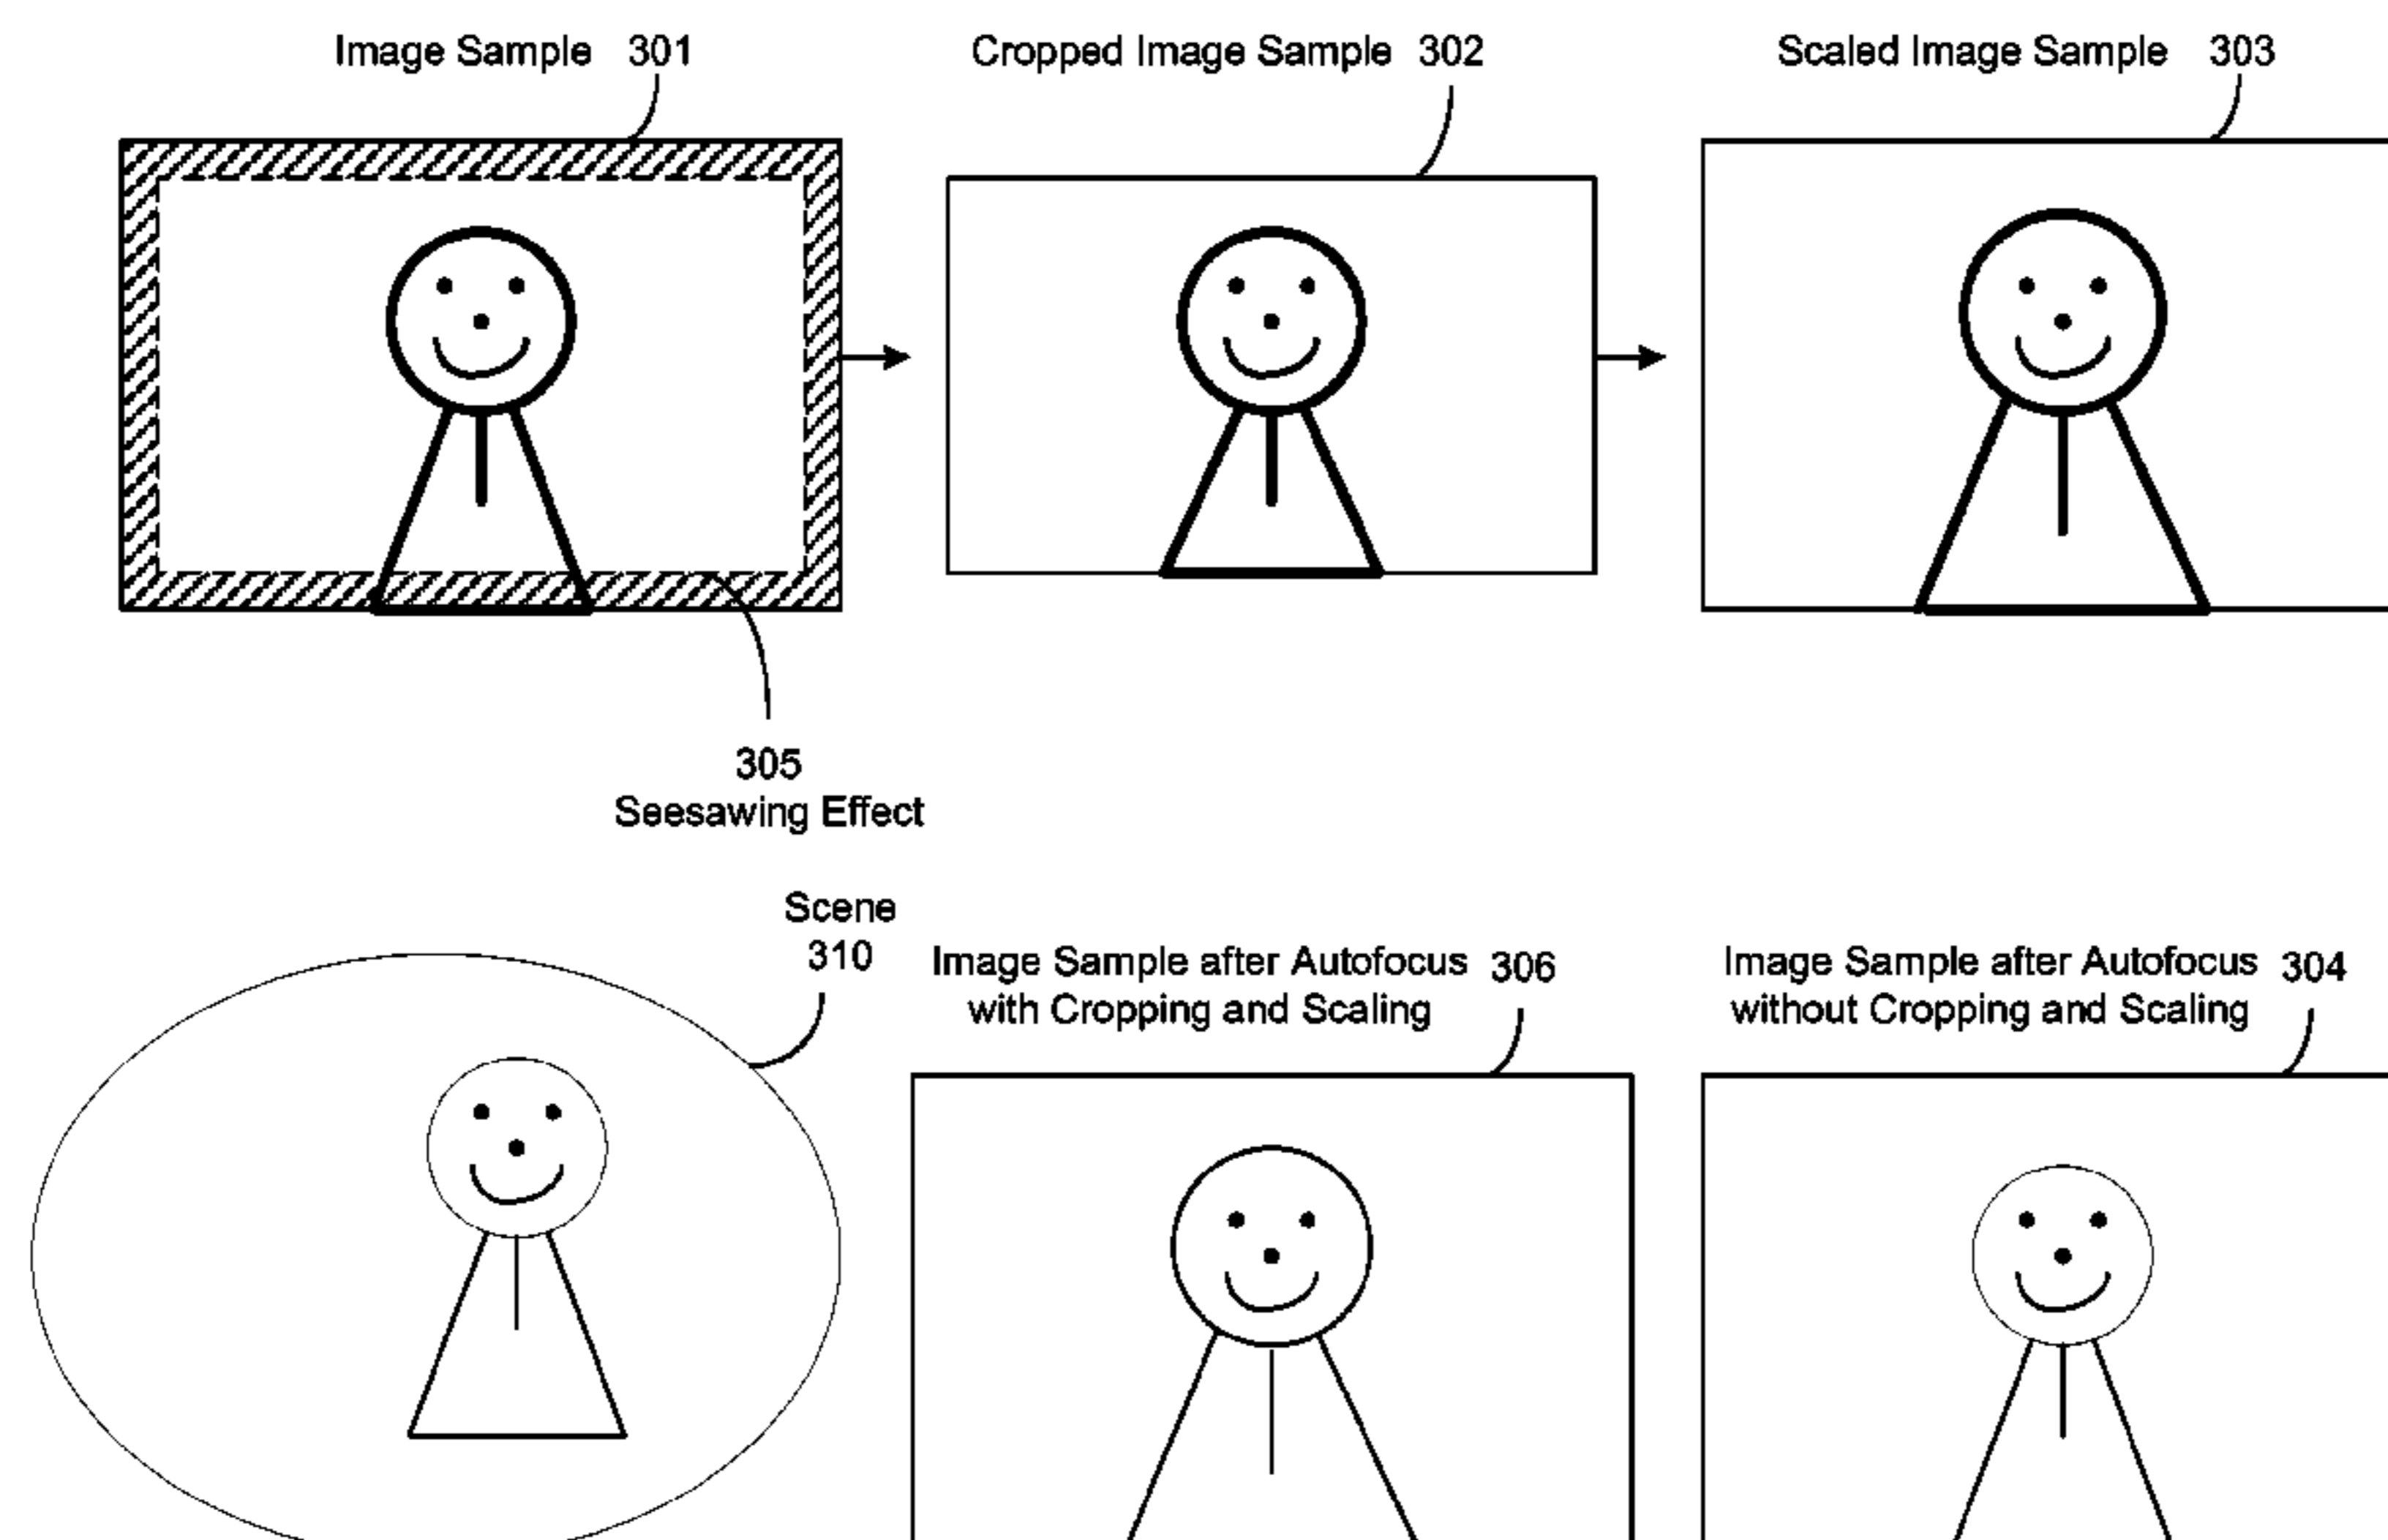 Image Sample 301
Cropped Image Sample 302
Scaled Image Sample 303
305
Seesawing Effect
Scene
310
Image Sample after Autofocus 306
with Cropping and Scaling
Image Sample after Autofocus 304
without Cropping and Scaling